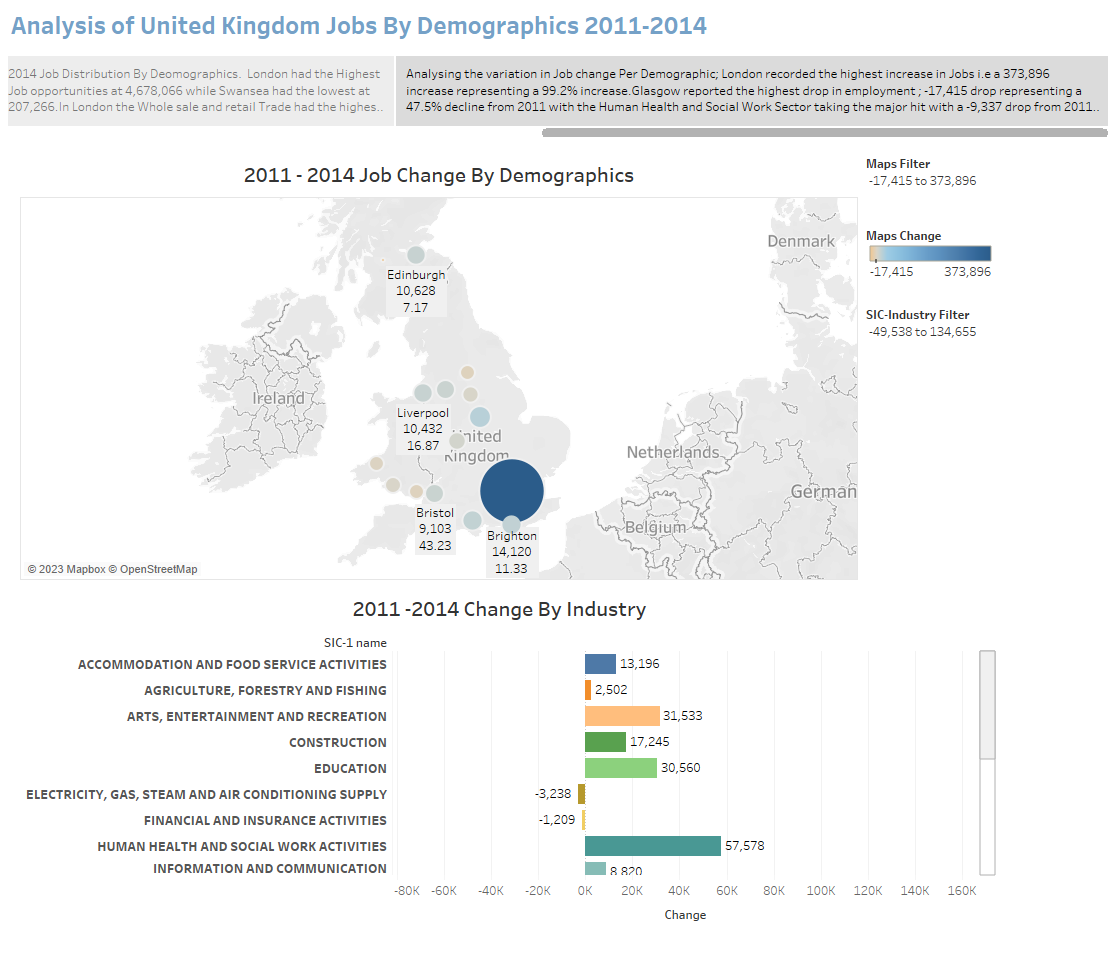 Analysis of United Kingdom Jobs By Demographics 2011-2014
2014 Job Distribution By Deomographics. London had the Highest
Job opportunities at 4,678,066 while Swansea had the lowest at
207,266.In London the Whole sale and retail Trade had the highes..
Analysing the variation in Job change Per Demographic; London recorded the highest increase in Jobs i.e a 373,896
increase representing a 99.2% increase.Glasgow reported the highest drop in employment ; -17,415 drop representing a
47.5% decline from 2011 with the Human Health and Social Work Sector taking the major hit with a -9,337 drop from 2011..
2011 - 2014 Job Change By Demographics
Maps Filter
-17,415 to 373,896
Maps Change
-17,415 373,896
SIC-Industry Filter
-49,538 to 134,655
Denmark
Edinburgh
10,628
7.17
Ireland
Liverpool
10,432
16.87
United
Kingdom
Netherlands
German
Bristol
9,103
43.23
Belgium
Brighton
14,120
11.33
© 2023 Mapbox © OpenStreetMap
2011 -2014 Change By Industry
SIC-1 name
ACCOMMODATION AND FOOD SERVICE ACTIVITIES 13,196
AGRICULTURE, FORESTRY AND FISHING 2,502
ARTS, ENTERTAINMENT AND RECREATION 31,533
CONSTRUCTION 17,245
EDUCATION 30,560
ELECTRICITY, GAS, STEAM AND AIR CONDITIONING SUPPLY -3,238
FINANCIAL AND INSURANCE ACTIVITIES -1,209
HUMAN HEALTH AND SOCIAL WORK ACTIVITIES 57,578
INFORMATION AND COMMUNICATION 8,820
-80K -60K -40K -20K 0K 20K 40K 60K 80K 100K 120K 140K 160K
Change